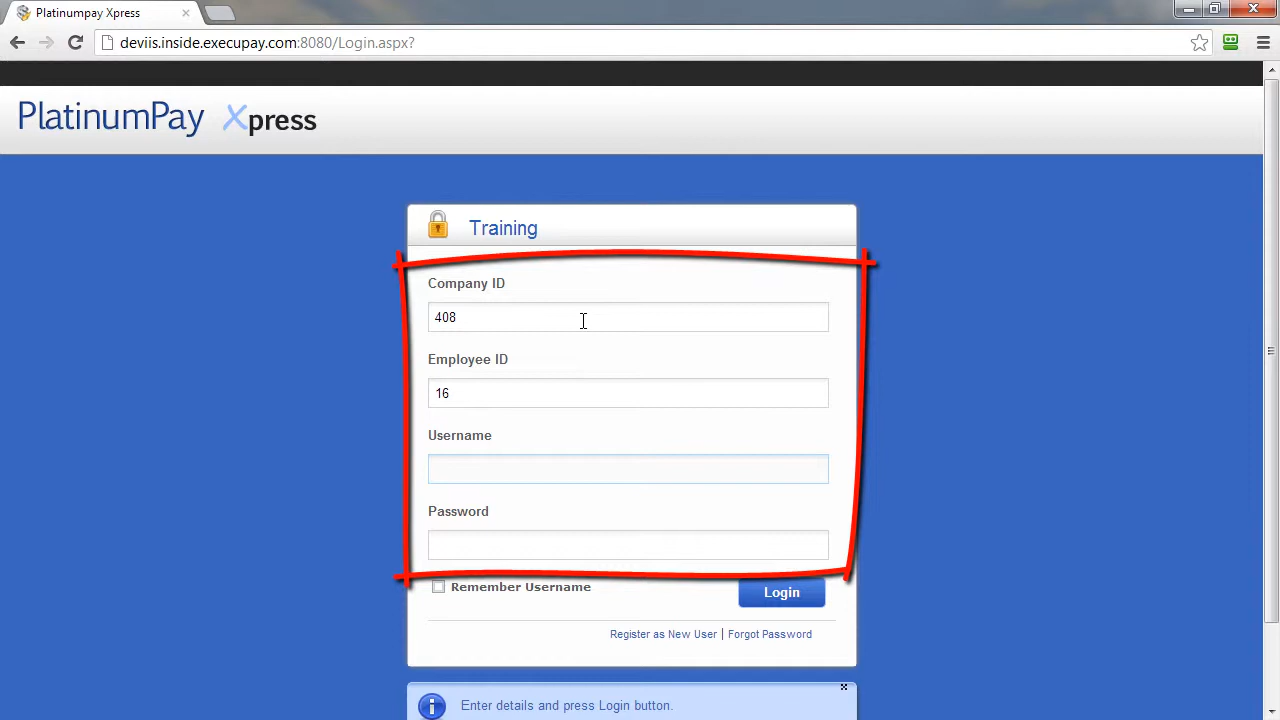 Platinumpay Xpress
deviis.inside.execupay.com:8080/Login.aspx?
PlatinumPay Xpress
Training
Company ID
408
Employee ID
16
Username
Password
Remember Username
Login
Register as New User | Forgot Password
Enter details and press Login button.